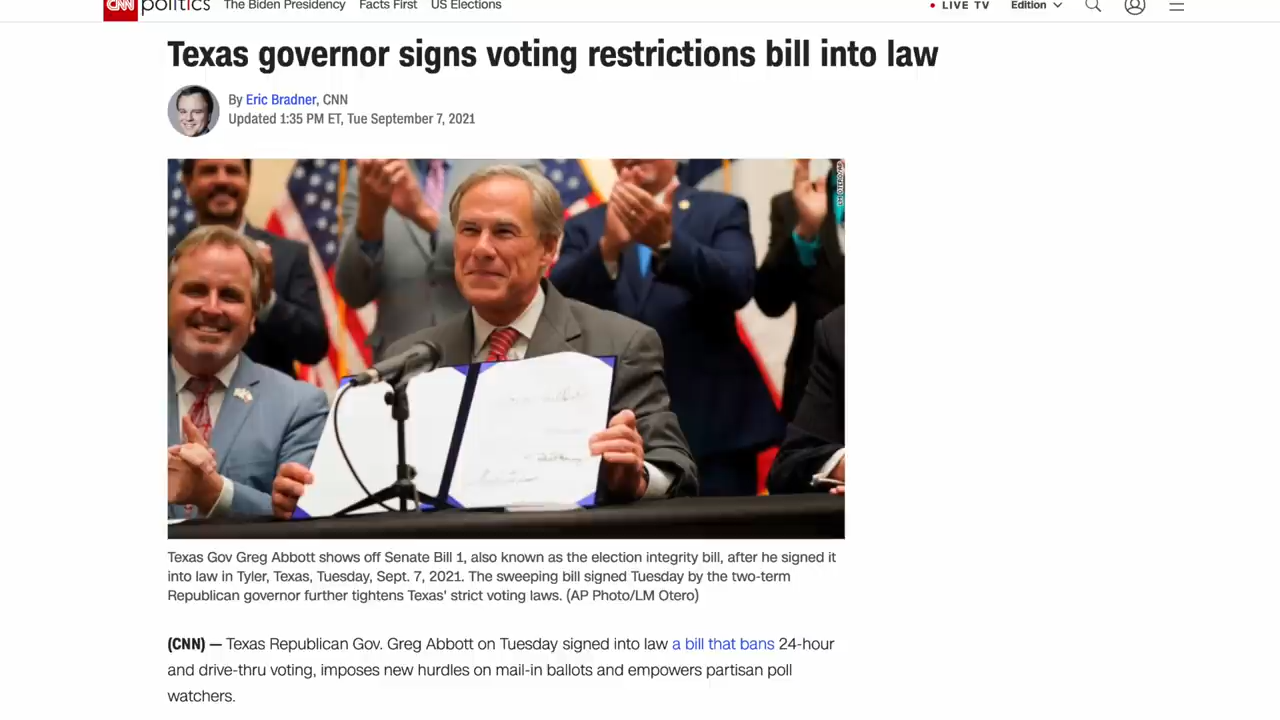 CNN politics The Biden Presidency Facts First US Elections LIVE TV Edition
Texas governor signs voting restrictions bill into law
By Eric Bradner, CNN
Updated 1:35 PM ET, Tue September 7, 2021
Texas Gov Greg Abbott shows off Senate Bill 1, also known as the election integrity bill, after he signed it
into law in Tyler, Texas, Tuesday, Sept. 7, 2021. The sweeping bill signed Tuesday by the two-term
Republican governor further tightens Texas' strict voting laws. (AP Photo/LM Otero)
(CNN) — Texas Republican Gov. Greg Abbott on Tuesday signed into law a bill that bans 24-hour
and drive-thru voting, imposes new hurdles on mail-in ballots and empowers partisan poll
watchers.